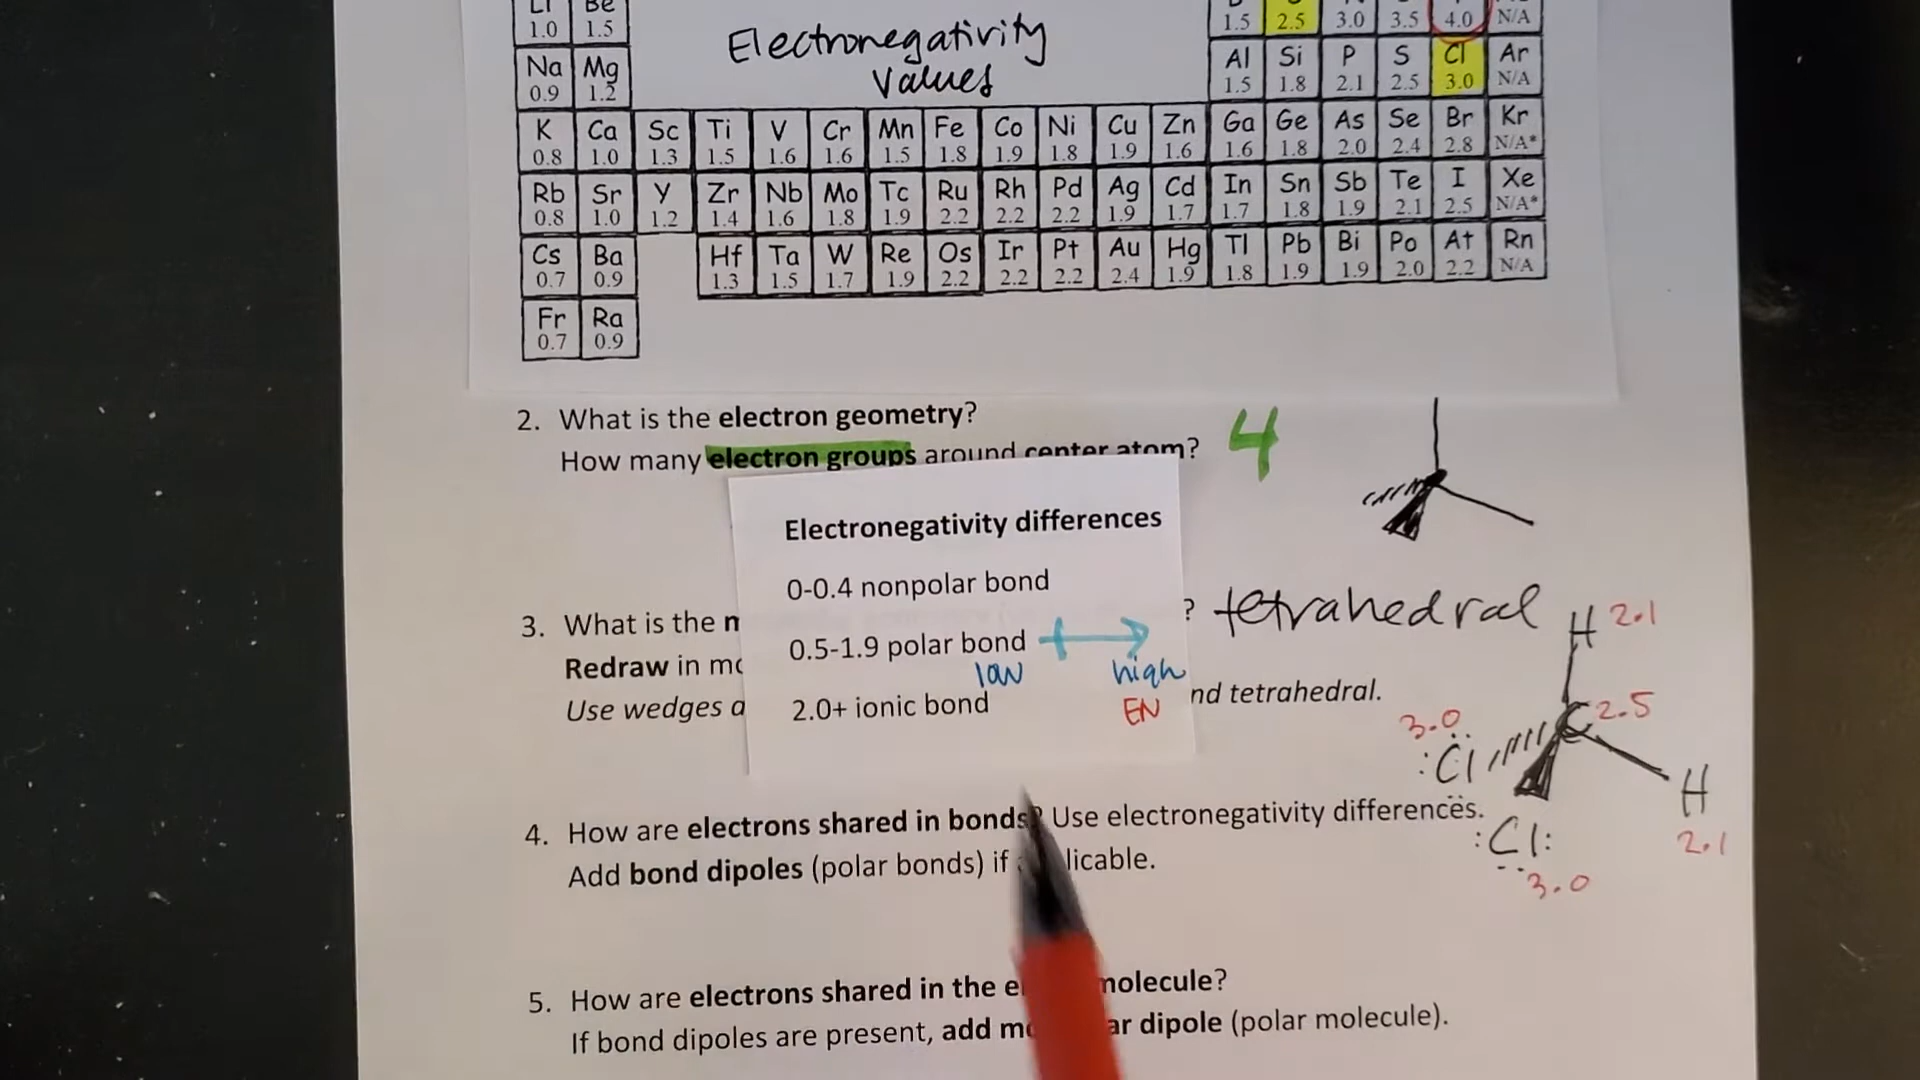 Li Be
1.0 1.5 1.5 2.5 3.0 3.5 4.0 N/A
Electronegativity
Values
Na Mg Al Si P S Cl Ar
0.9 1.2 1.5 1.8 2.1 2.5 3.0 N/A
K Ca Sc Ti V Cr Mn Fe Co Ni Cu Zn Ga Ge As Se Br Kr
0.8 1.0 1.3 1.5 1.6 1.6 1.5 1.8 1.9 1.8 1.9 1.6 1.6 1.8 2.0 2.4 2.8 N/A*
Rb Sr Y Zr Nb Mo Tc Ru Rh Pd Ag Cd In Sn Sb Te I Xe
0.8 1.0 1.2 1.4 1.6 1.8 1.9 2.2 2.2 2.2 1.9 1.7 1.7 1.8 1.9 2.1 2.5 N/A*
Cs Ba Hf Ta W Re Os Ir Pt Au Hg Tl Pb Bi Po At Rn
0.7 0.9 1.3 1.5 1.7 1.9 2.2 2.2 2.2 2.4 1.9 1.8 1.9 1.9 2.0 2.2 N/A
Fr Ra
0.7 0.9
2. What is the electron geometry?
How many electron groups around center atom? 4
Electronegativity differences
0-0.4 nonpolar bond
0.5-1.9 polar bond
low high
2.0+ ionic bond EN
3. What is the ? tetrahedral
Redraw in
Use wedges nd tetrahedral.
H 2.1
C 2.5
3.0
:Cl
H
2.1
:Cl:
3.0
4. How are electrons shared in bonds? Use electronegativity differences.
Add bond dipoles (polar bonds) if licable.
5. How are electrons shared in the molecule?
If bond dipoles are present, add ar dipole (polar molecule).